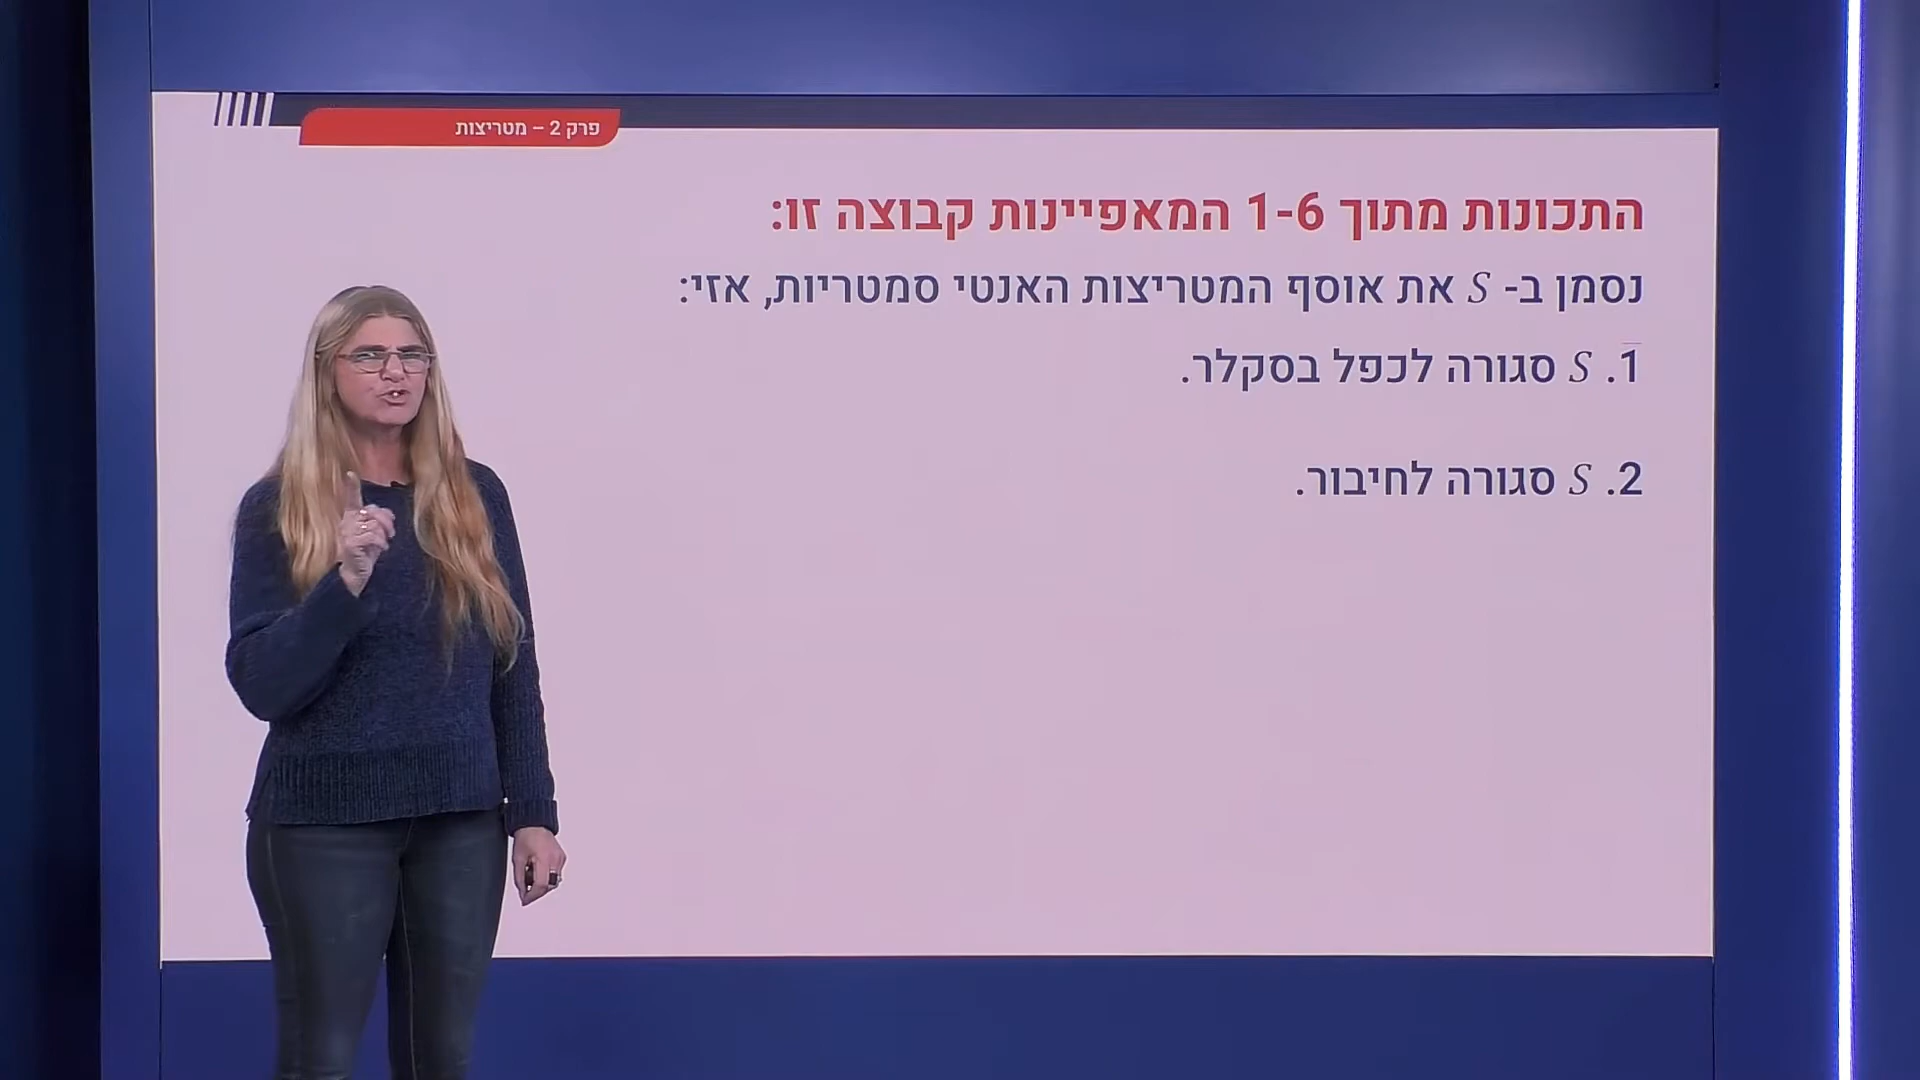 פרק 2 – מטריצות
התכונות מתוך 1-6 המאפיינות קבוצה זו:
נסמן ב- S את אוסף המטריצות האנטי סמטריות, אזי:
1. S סגורה לכפל בסקלר.
2. S סגורה לחיבור.